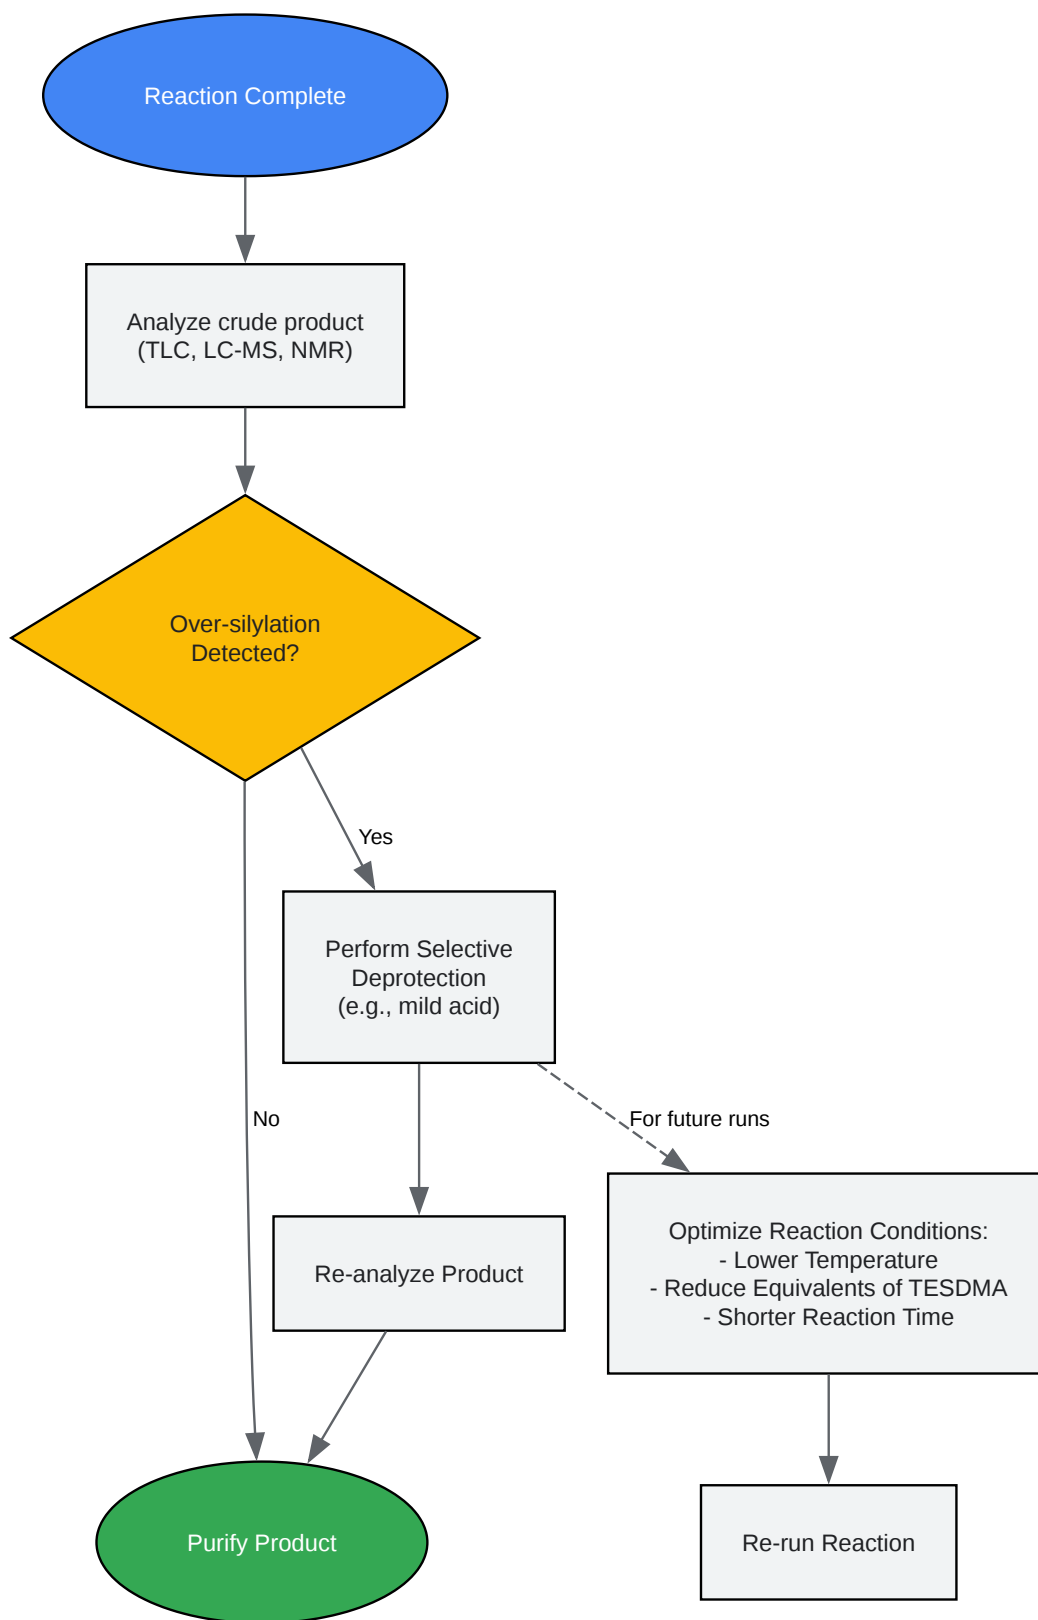 Reaction Complete
Analyze crude product
(TLC, LC-MS, NMR)
Over-silylation
Detected?
Yes
Perform Selective
Deprotection
(e.g., mild acid)
No
For future runs
Re-analyze Product
Optimize Reaction Conditions:
- Lower Temperature
- Reduce Equivalents of TESDMA
- Shorter Reaction Time
Purify Product
Re-run Reaction